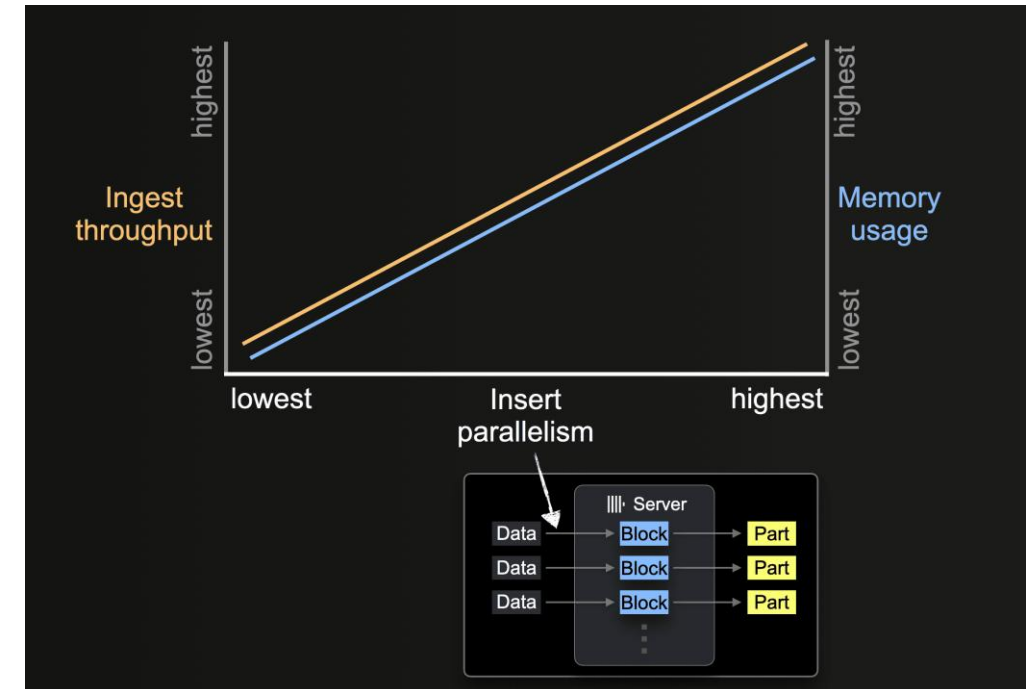 highest
highest
Ingest
throughput
Memory
usage
lowest
lowest
lowest
Insert
parallelism
highest
Server
Data
Block
Part
Data
Block
Part
Data
Block
Part